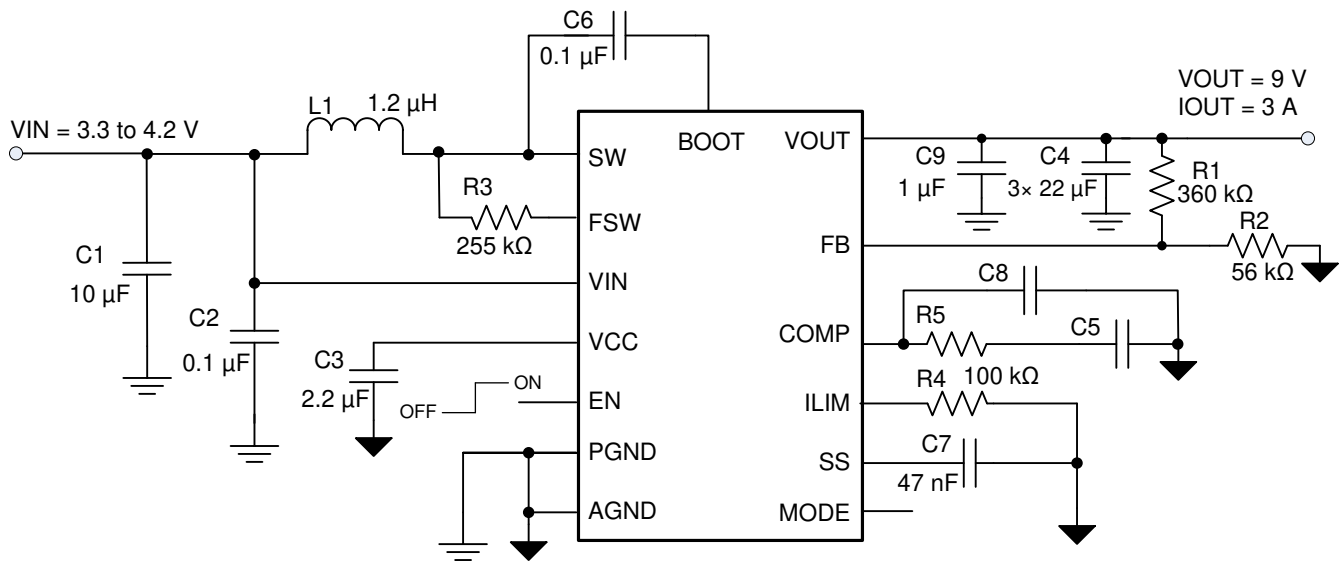 C6
0.1 µF
VOUT = 9 V
IOUT = 3 A
VIN = 3.3 to 4.2 V
L1
1.2 µH
SW
BOOT
VOUT
C9
1 µF
C4
3× 22 µF
R1
360 kΩ
R3
255 kΩ
FSW
FB
R2
56 kΩ
C1
10 µF
VIN
C8
C2
0.1 µF
C3
2.2 µF
VCC
COMP
R5
C5
OFF
ON
EN
ILIM
R4
100 kΩ
PGND
SS
C7
47 nF
AGND
MODE